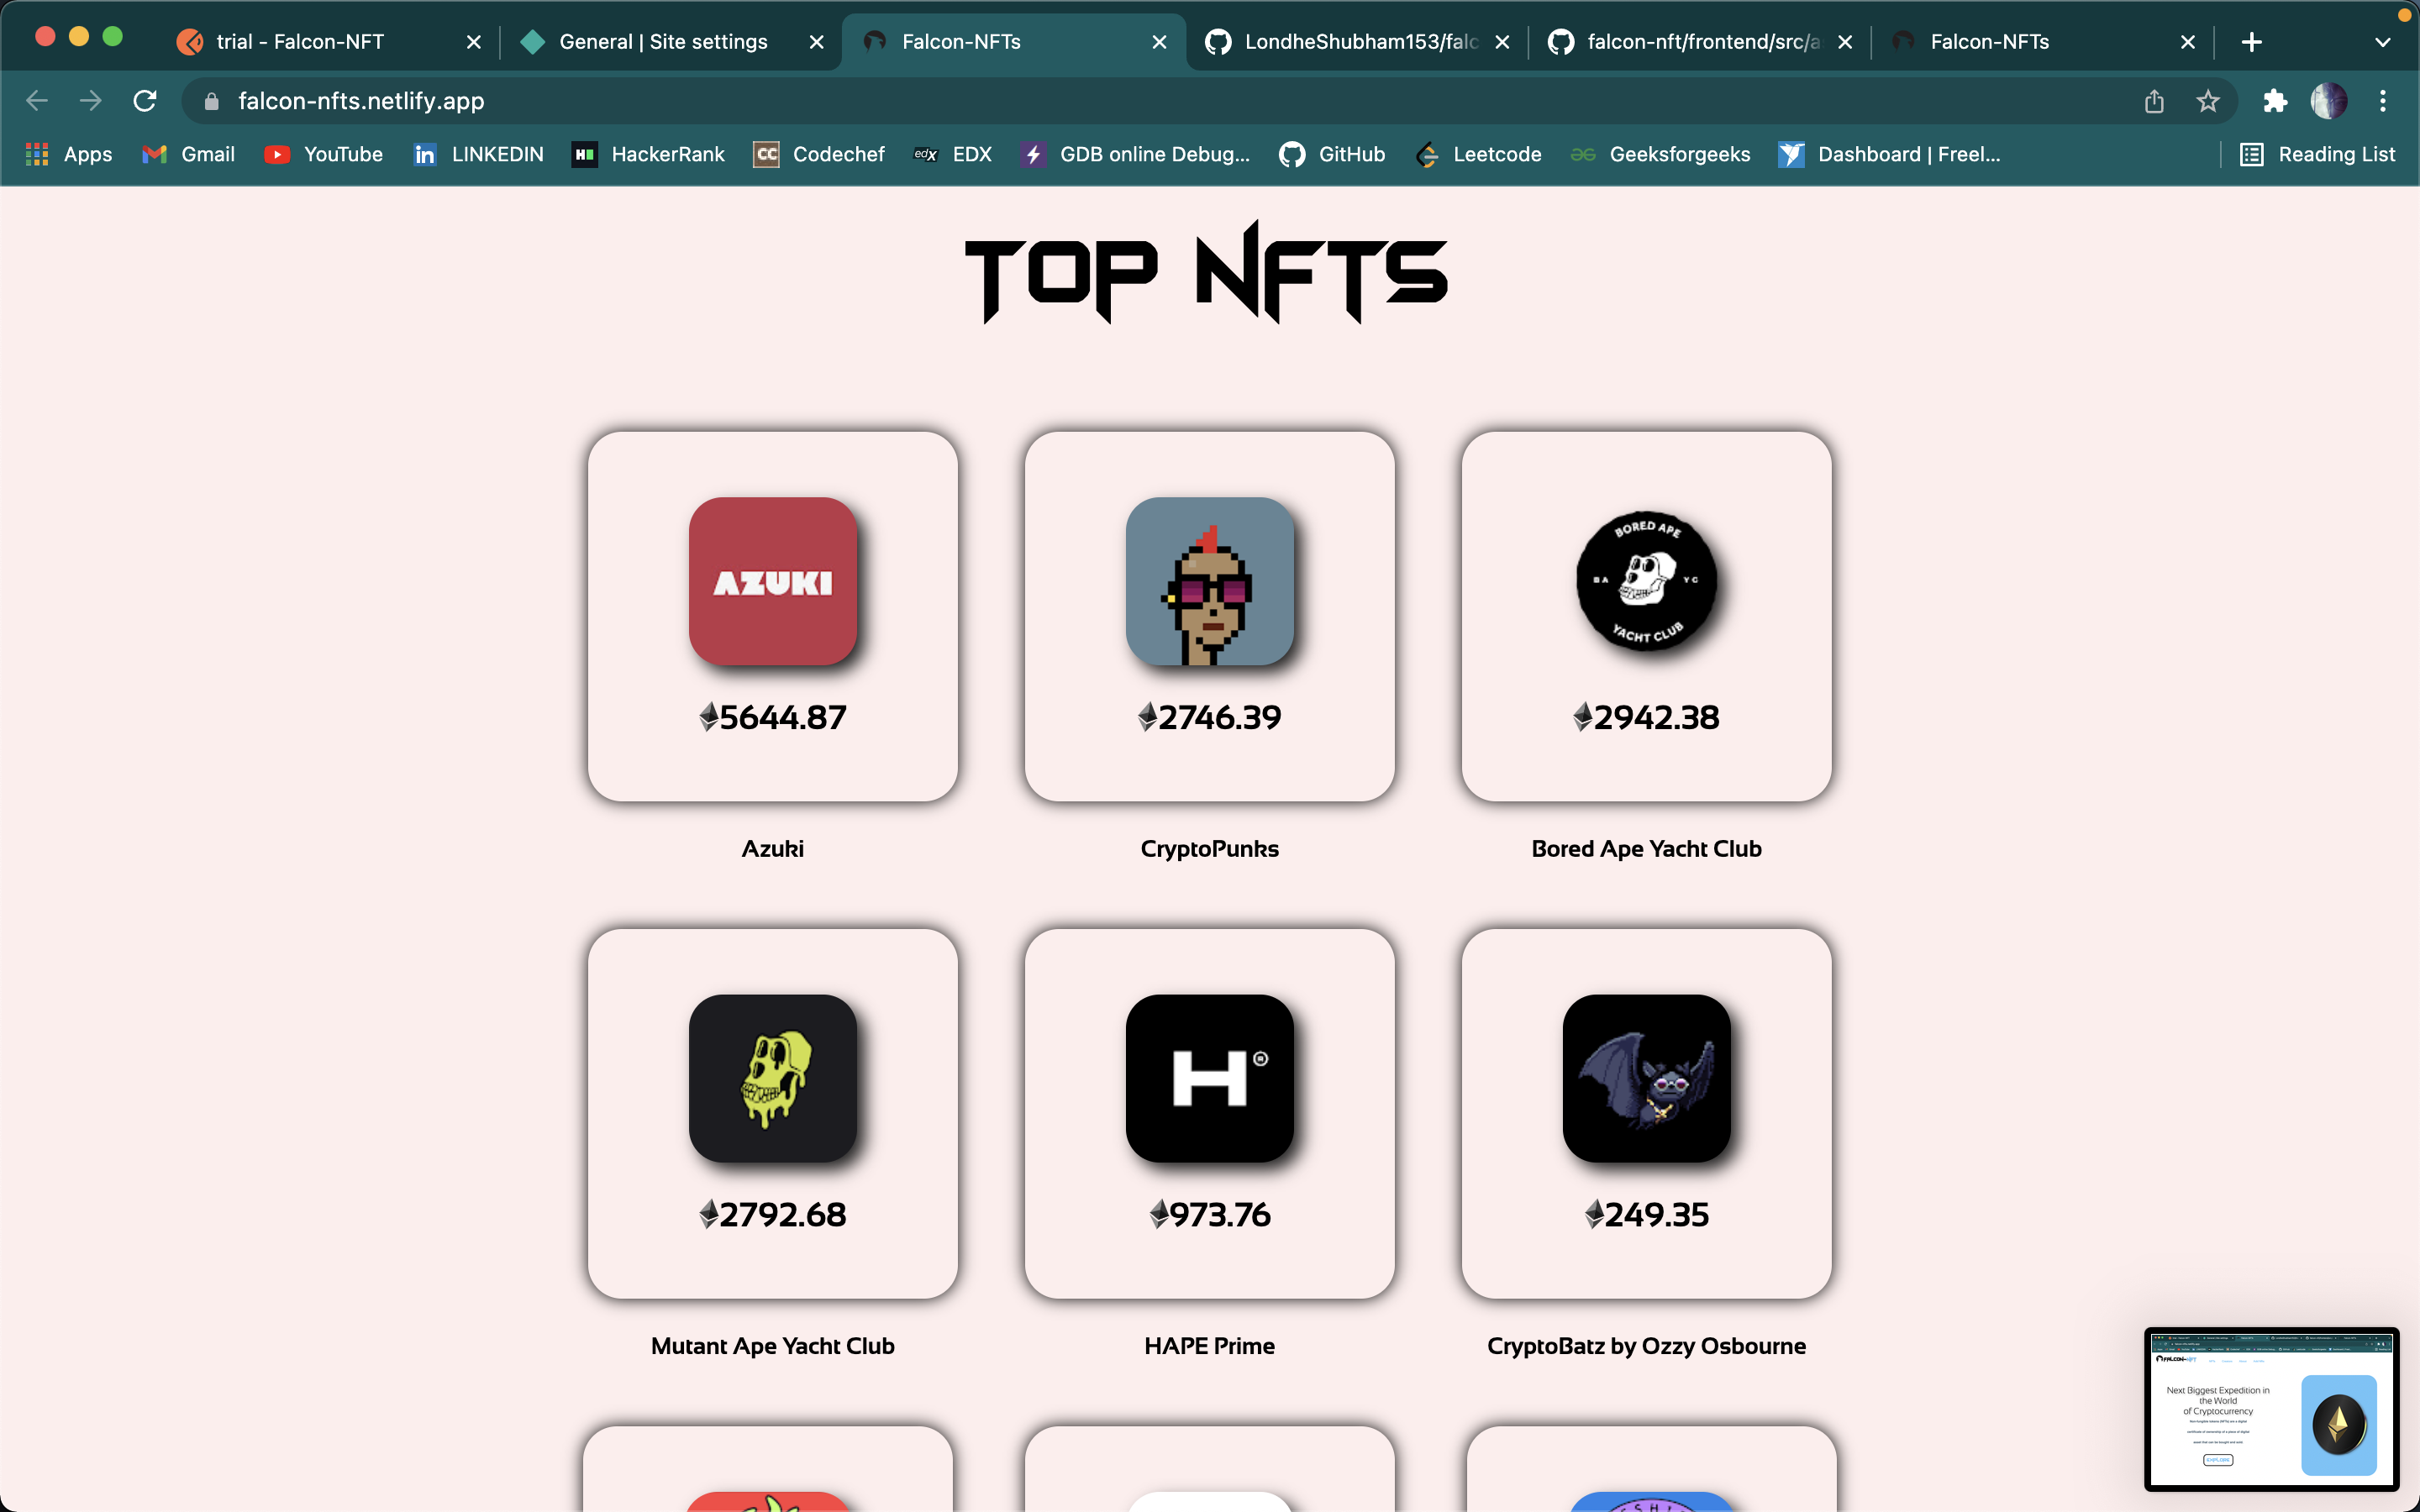 trial - Falcon-NFT
General | Site settings
Falcon-NFTs
LondheShubham153/falc
falcon-nft/frontend/src/a
Falcon-NFTs
falcon-nfts.netlify.app
Apps
Gmail
YouTube
LINKEDIN
HackerRank
Codechef
EDX
GDB online Debug...
GitHub
Leetcode
Geeksforgeeks
Dashboard | Freel...
Reading List
TOP NFTS
AZUKI
5644.87
Azuki
2746.39
CryptoPunks
BORED APE
BA YC
YACHT CLUB
2942.38
Bored Ape Yacht Club
2792.68
Mutant Ape Yacht Club
H®
973.76
HAPE Prime
249.35
CryptoBatz by Ozzy Osbourne
FALCON-NFT
Next Biggest Expedition in
the World
of Cryptocurrency
EXPLORE